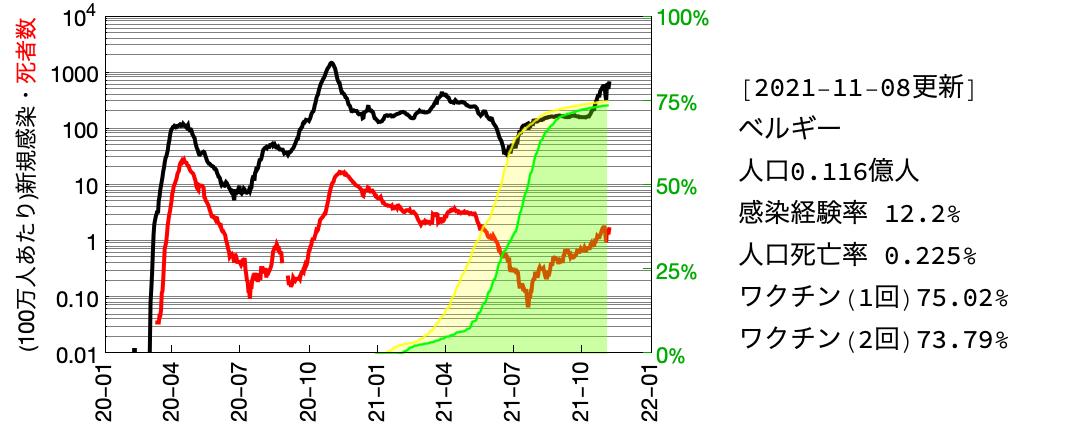 (100万人あたり)新規感染・死者数
10⁴
1000
100
10
1
0.10
0.01
100%
75%
50%
25%
0%
20-01
20-04
20-07
20-10
21-01
21-04
21-07
21-10
22-01
[2021-11-08更新]
ベルギー
人口0.116億人
感染経験率 12.2%
人口死亡率 0.225%
ワクチン(1回)75.02%
ワクチン(2回)73.79%